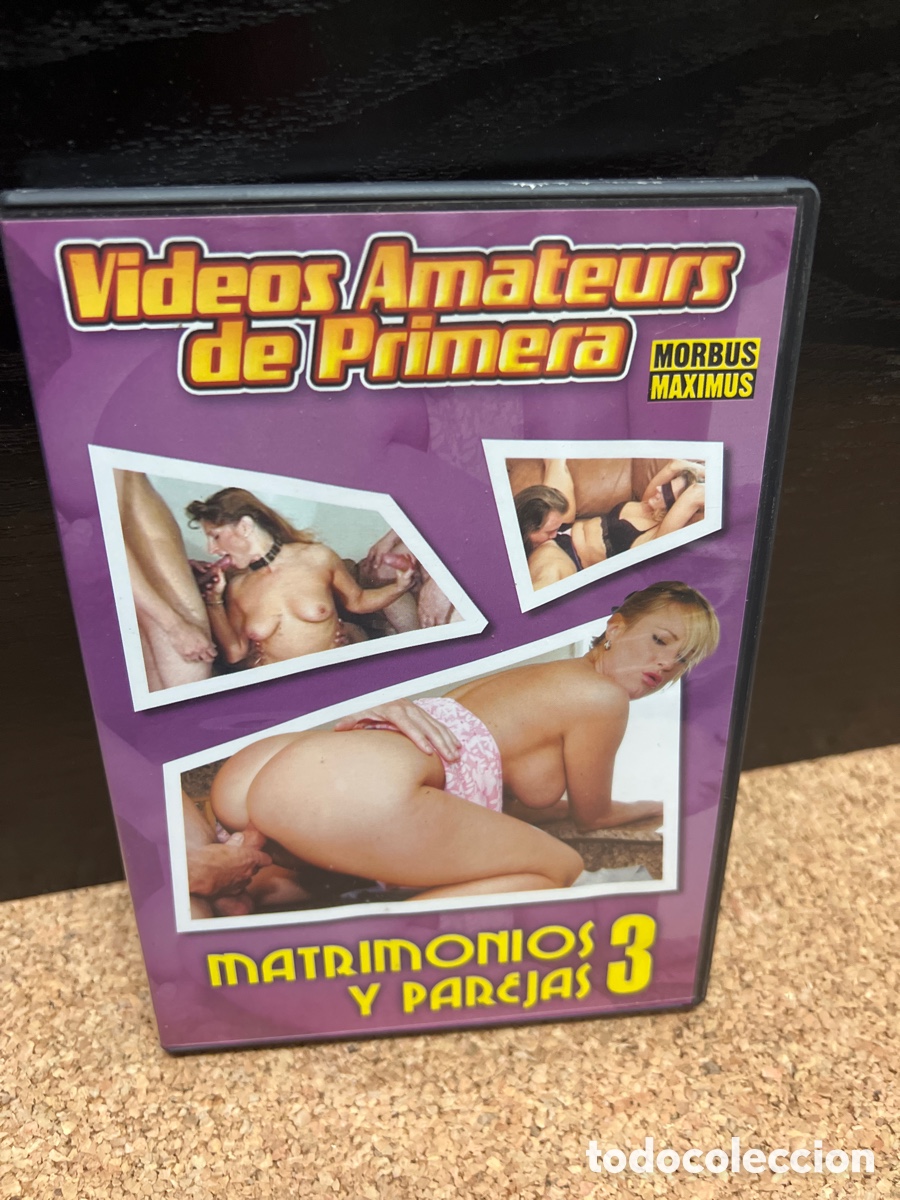 Videos Amateurs
de Primera
MORBUS
MAXIMUS
MATRIMONIOS
Y PAREJAS 3
todocoleccion